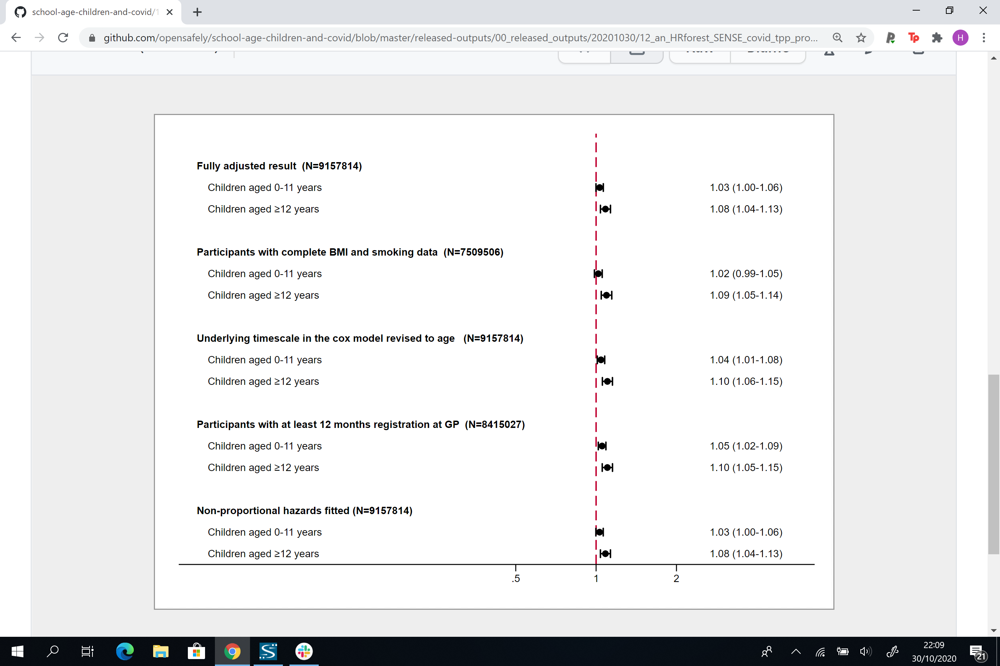 school-age-children-and-covid/1
github.com/opensafely/school-age-children-and-covid/blob/master/released-outputs/00_released_outputs/20201030/12_an_HRforest_SENSE_covid_tpp_pro...
Tp
H
Fully adjusted result (N=9157814)
Children aged 0-11 years 1.03 (1.00-1.06)
Children aged ≥12 years 1.08 (1.04-1.13)
Participants with complete BMI and smoking data (N=7509506)
Children aged 0-11 years 1.02 (0.99-1.05)
Children aged ≥12 years 1.09 (1.05-1.14)
Underlying timescale in the cox model revised to age (N=9157814)
Children aged 0-11 years 1.04 (1.01-1.08)
Children aged ≥12 years 1.10 (1.06-1.15)
Participants with at least 12 months registration at GP (N=8415027)
Children aged 0-11 years 1.05 (1.02-1.09)
Children aged ≥12 years 1.10 (1.05-1.15)
Non-proportional hazards fitted (N=9157814)
Children aged 0-11 years 1.03 (1.00-1.06)
Children aged ≥12 years 1.08 (1.04-1.13)
.5 1 2
22:09
30/10/2020
21